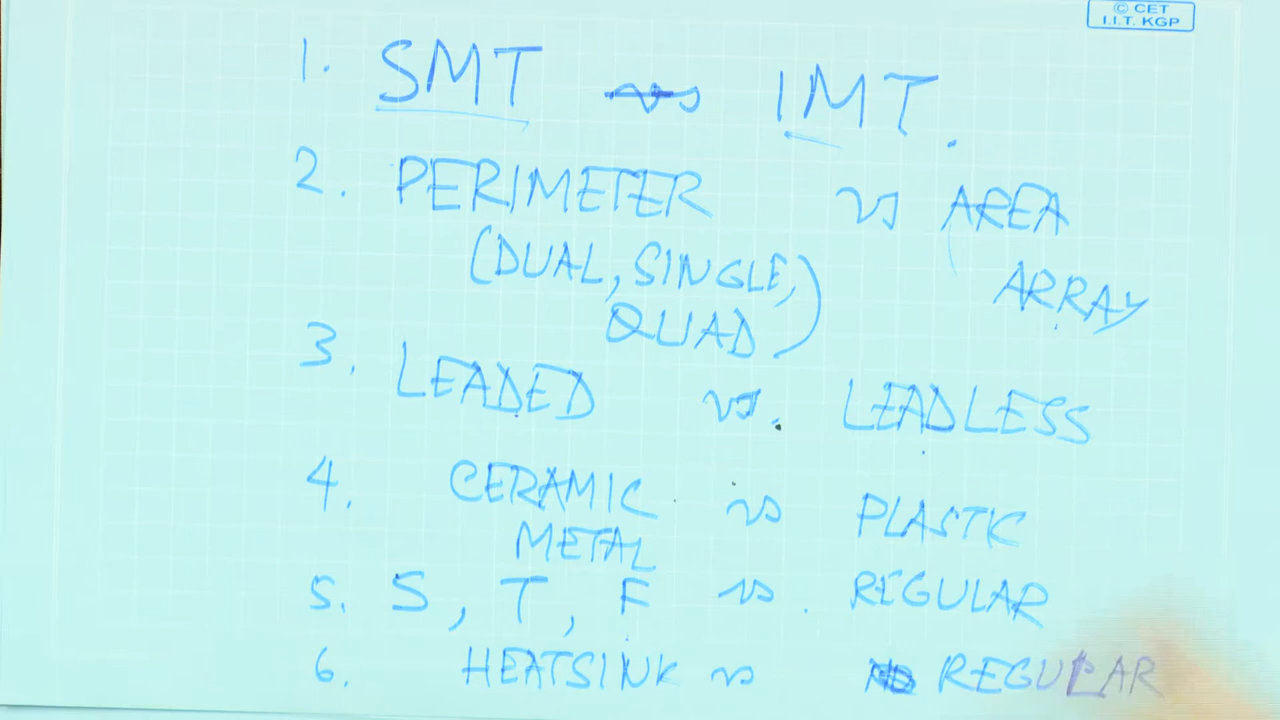 © CET
I.I.T. KGP
1. SMT vs IMT.
2. PERIMETER vs AREA
(DUAL, SINGLE, ARRAY
QUAD)
3. LEADED vs. LEADLESS
4. CERAMIC vs PLASTIC
METAL
5. S, T, F vs. REGULAR
6. HEATSINK vs REGULAR